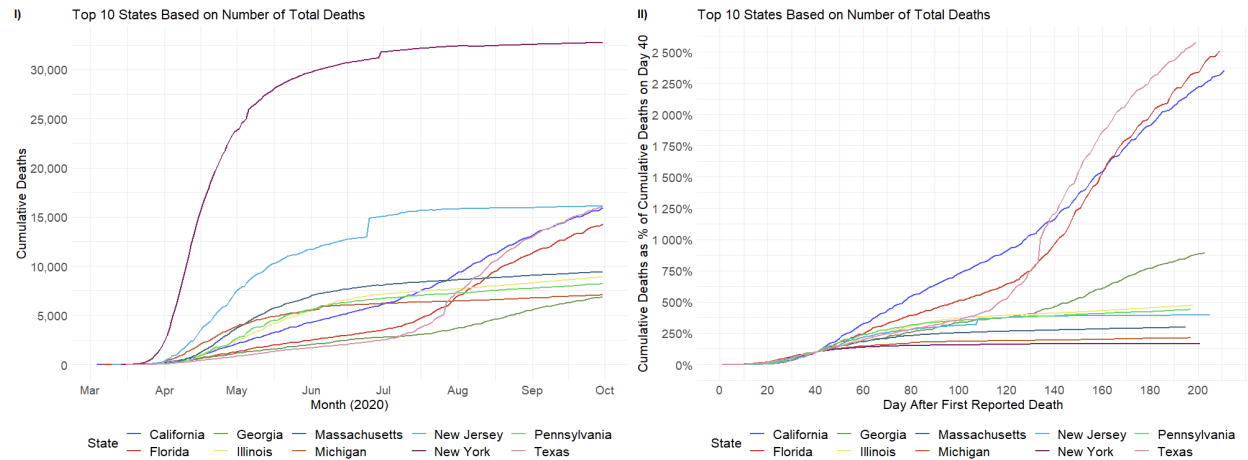 I)
Top 10 States Based on Number of Total Deaths
Cumulative Deaths
30,000
25,000
20,000
15,000
10,000
5,000
0
Mar Apr May Jun Jul Aug Sep Oct
Month (2020)
State California Georgia Massachusetts New Jersey Pennsylvania
Florida Illinois Michigan New York Texas
II)
Top 10 States Based on Number of Total Deaths
Cumulative Deaths as % of Cumulative Deaths on Day 40
2 500%
2 250%
2 000%
1 750%
1 500%
1 250%
1 000%
750%
500%
250%
0%
0 20 40 60 80 100 120 140 160 180 200
Day After First Reported Death
State California Georgia Massachusetts New Jersey Pennsylvania
Florida Illinois Michigan New York Texas